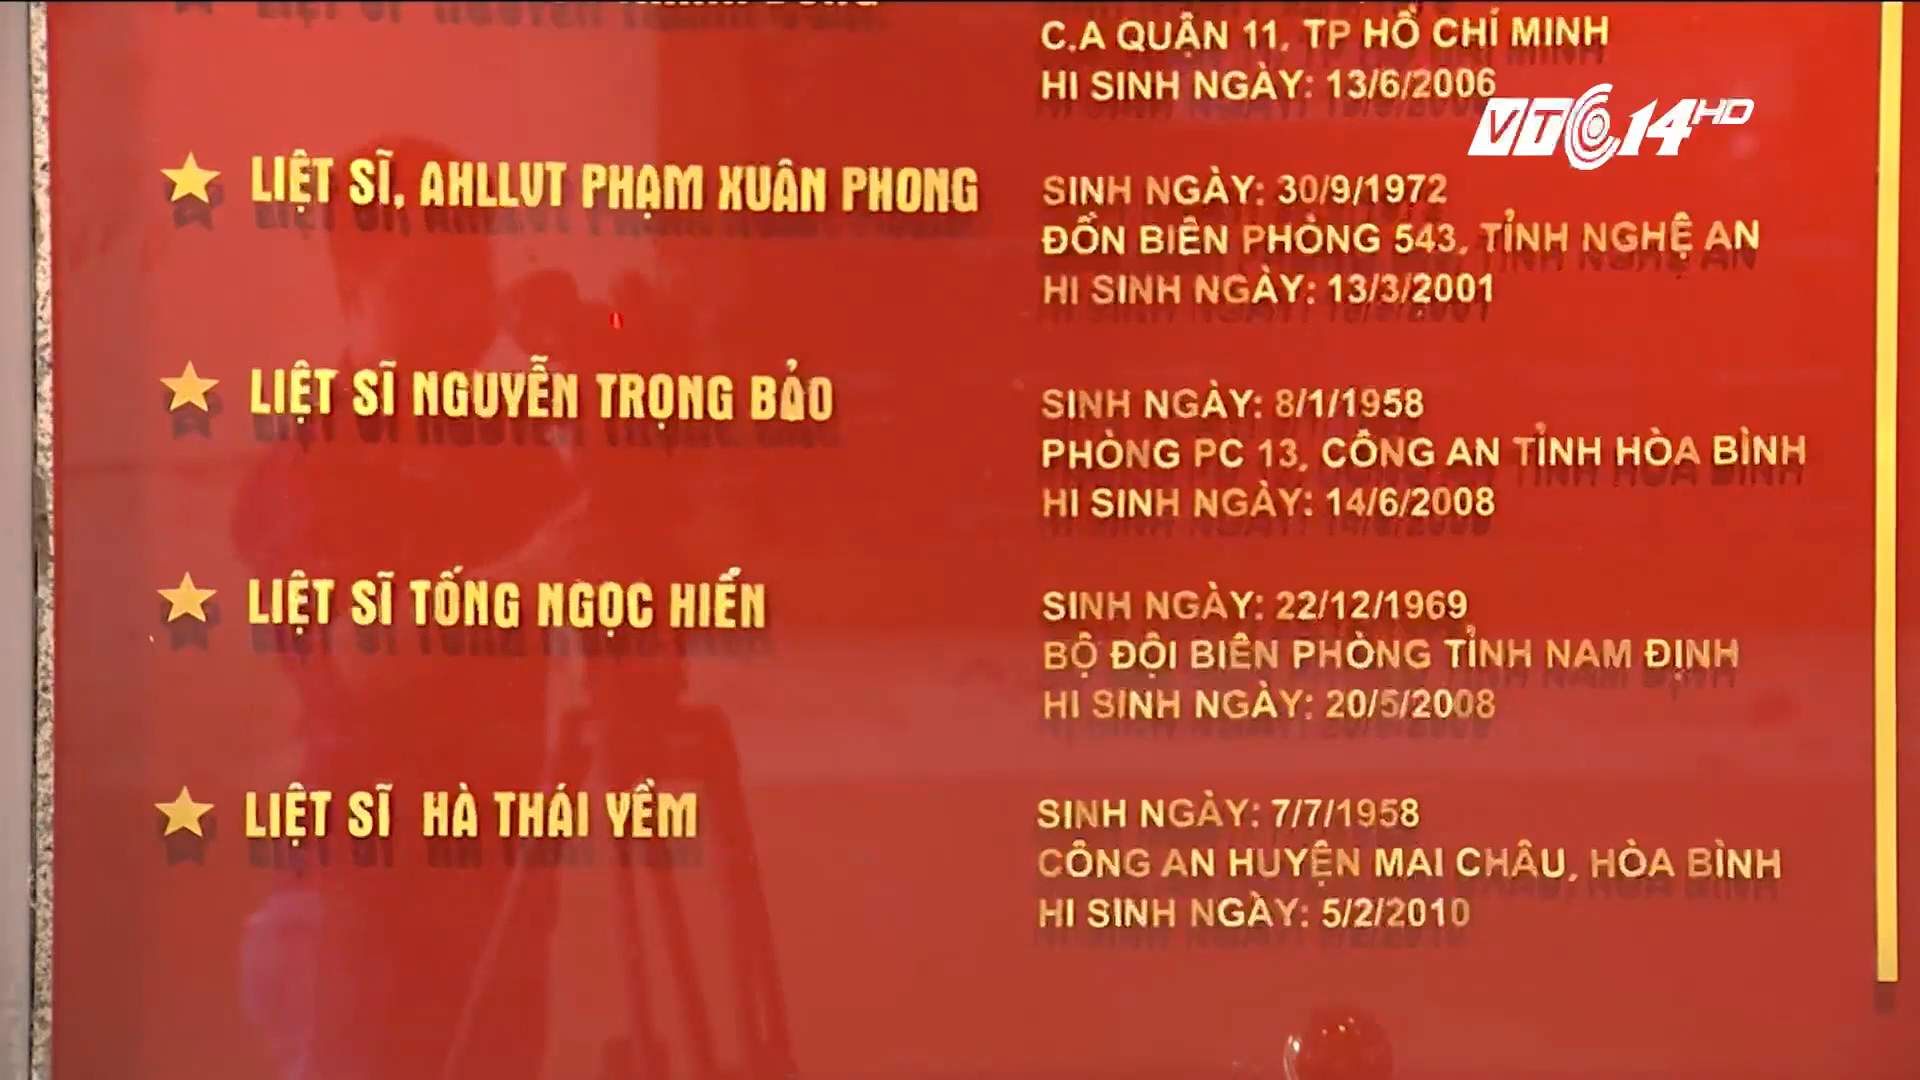 C.A QUẬN 11, TP HỒ CHÍ MINH
HI SINH NGÀY: 13/6/2006
VTC14 HD
LIỆT SĨ, AHLLVT PHẠM XUÂN PHONG
SINH NGÀY: 30/9/1972
ĐỒN BIÊN PHÒNG 543, TỈNH NGHỆ AN
HI SINH NGÀY: 13/3/2001
LIỆT SĨ NGUYỄN TRỌNG BẢO
SINH NGÀY: 8/1/1958
PHÒNG PC 13, CÔNG AN TỈNH HÒA BÌNH
HI SINH NGÀY: 14/6/2008
LIỆT SĨ TỐNG NGỌC HIẾN
SINH NGÀY: 22/12/1969
BỘ ĐỘI BIÊN PHÒNG TỈNH NAM ĐỊNH
HI SINH NGÀY: 20/5/2008
LIỆT SĨ HÀ THÁI YỀM
SINH NGÀY: 7/7/1958
CÔNG AN HUYỆN MAI CHÂU, HÒA BÌNH
HI SINH NGÀY: 5/2/2010